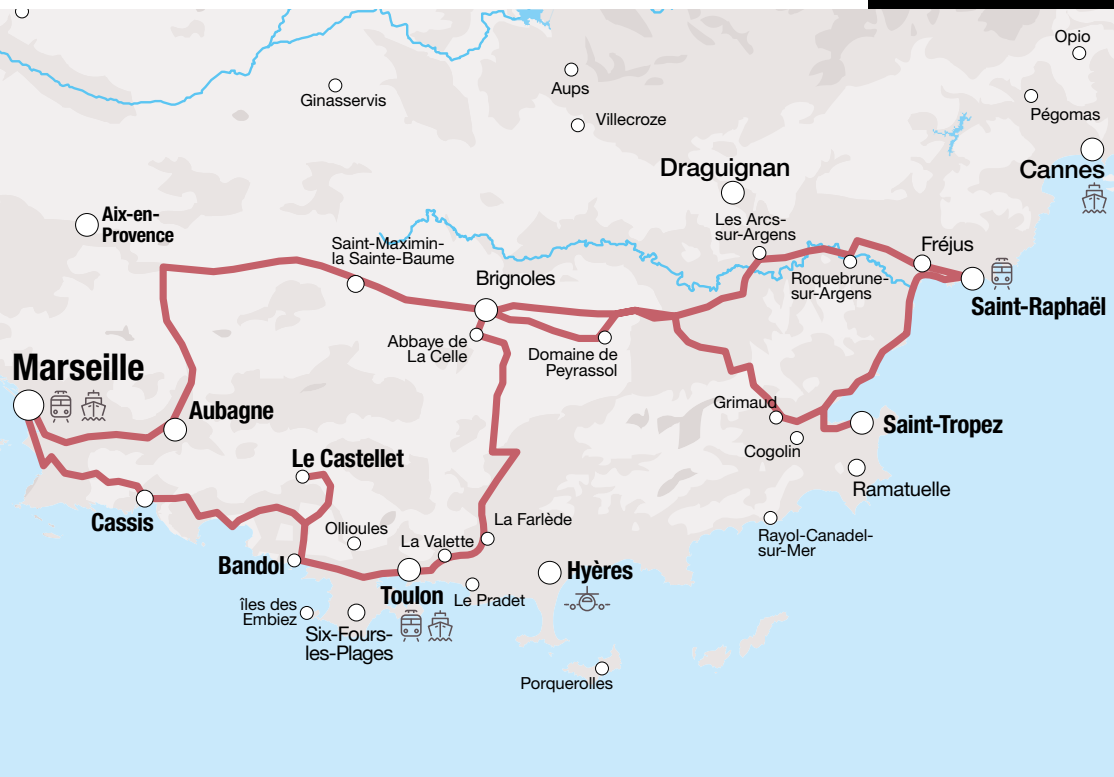 Opio
Ginasservis
Aups
Villecroze
Pégomas
Cannes
Draguignan
Aix-en-
Provence
Les Arcs-
sur-Argens
Saint-Maximin-
la Sainte-Baume
Fréjus
Brignoles
Roquebrune-
sur-Argens
Saint-Raphaël
Abbaye de
La Celle
Domaine de
Peyrassol
Marseille
Aubagne
Grimaud
Saint-Tropez
Cogolin
Le Castellet
Ramatuelle
Cassis
Ollioules
La Farlède
La Valette
Rayol-Canadel-
sur-Mer
Bandol
Toulon
Le Pradet
Hyères
îles des
Embiez
Six-Fours-
les-Plages
Porquerolles